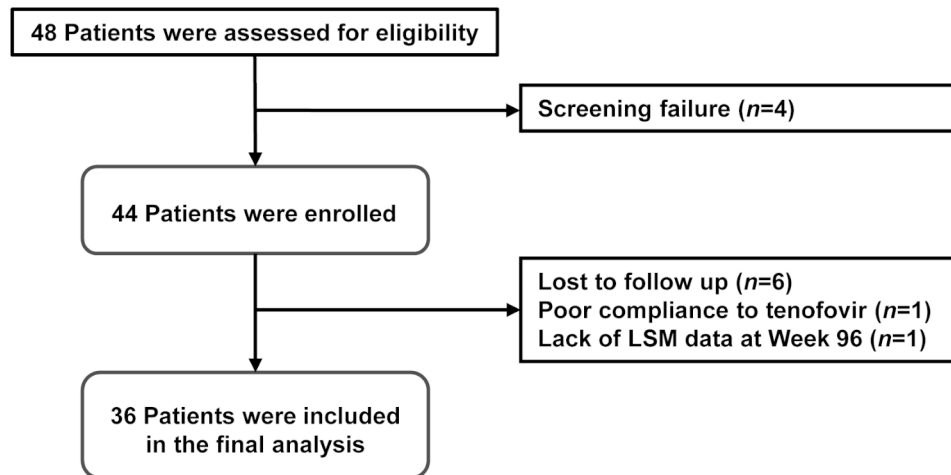 48 Patients were assessed for eligibility
Screening failure (n=4)
44 Patients were enrolled
Lost to follow up (n=6)
Poor compliance to tenofovir (n=1)
Lack of LSM data at Week 96 (n=1)
36 Patients were included
in the final analysis